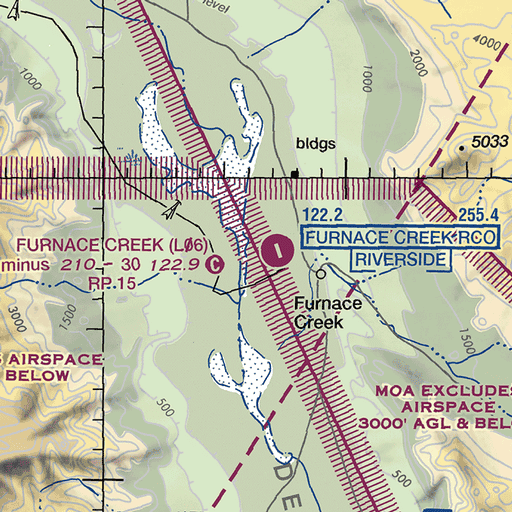 level
4000
2000
1000
1000
bldgs
5033
122.2 255.4
FURNACE CREEK RCO
RIVERSIDE
FURNACE CREEK (L06)
minus 210 - 30 122.9 C
RP 15
Furnace
Creek
3000
1500
AIRSPACE
BELOW
MOA EXCLUDES
AIRSPACE
3000' AGL & BELO
500
500
DE